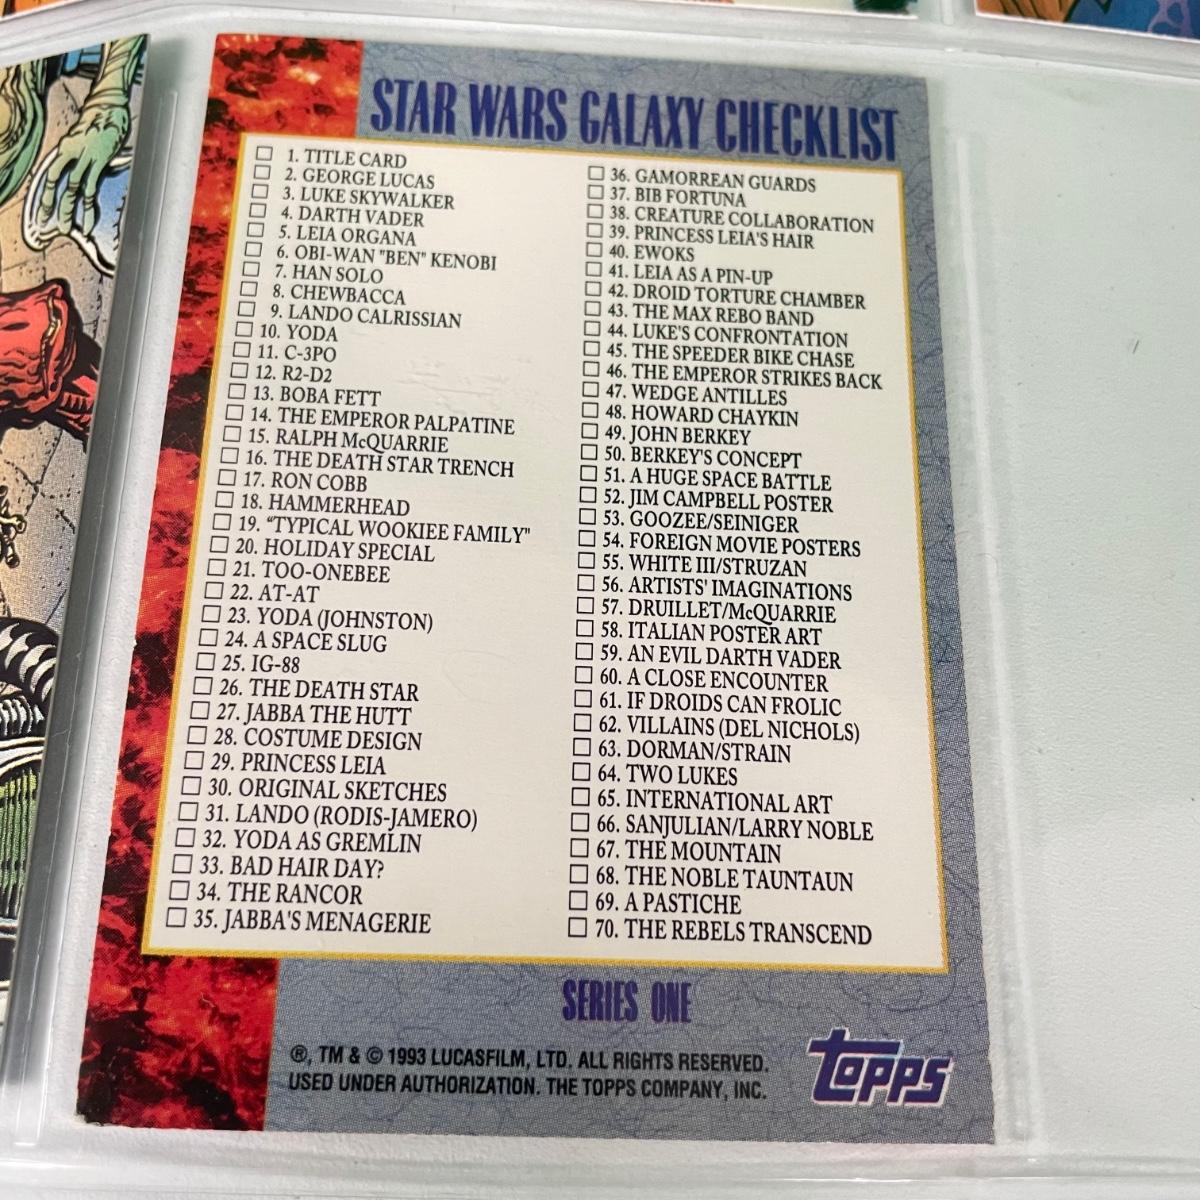 STAR WARS GALAXY CHECKLIST
1. TITLE CARD
2. GEORGE LUCAS
3. LUKE SKYWALKER
4. DARTH VADER
5. LEIA ORGANA
6. OBI-WAN "BEN" KENOBI
7. HAN SOLO
8. CHEWBACCA
9. LANDO CALRISSIAN
10. YODA
11. C-3PO
12. R2-D2
13. BOBA FETT
14. THE EMPEROR PALPATINE
15. RALPH McQUARRIE
16. THE DEATH STAR TRENCH
17. RON COBB
18. HAMMERHEAD
19. "TYPICAL WOOKIEE FAMILY"
20. HOLIDAY SPECIAL
21. TOO-ONEBEE
22. AT-AT
23. YODA (JOHNSTON)
24. A SPACE SLUG
25. IG-88
26. THE DEATH STAR
27. JABBA THE HUTT
28. COSTUME DESIGN
29. PRINCESS LEIA
30. ORIGINAL SKETCHES
31. LANDO (RODIS-JAMERO)
32. YODA AS GREMLIN
33. BAD HAIR DAY?
34. THE RANCOR
35. JABBA'S MENAGERIE
36. GAMORREAN GUARDS
37. BIB FORTUNA
38. CREATURE COLLABORATION
39. PRINCESS LEIA'S HAIR
40. EWOKS
41. LEIA AS A PIN-UP
42. DROID TORTURE CHAMBER
43. THE MAX REBO BAND
44. LUKE'S CONFRONTATION
45. THE SPEEDER BIKE CHASE
46. THE EMPEROR STRIKES BACK
47. WEDGE ANTILLES
48. HOWARD CHAYKIN
49. JOHN BERKEY
50. BERKEY'S CONCEPT
51. A HUGE SPACE BATTLE
52. JIM CAMPBELL POSTER
53. GOOZEE/SEINIGER
54. FOREIGN MOVIE POSTERS
55. WHITE III/STRUZAN
56. ARTISTS' IMAGINATIONS
57. DRUILLET/McQUARRIE
58. ITALIAN POSTER ART
59. AN EVIL DARTH VADER
60. A CLOSE ENCOUNTER
61. IF DROIDS CAN FROLIC
62. VILLAINS (DEL NICHOLS)
63. DORMAN/STRAIN
64. TWO LUKES
65. INTERNATIONAL ART
66. SANJULIAN/LARRY NOBLE
67. THE MOUNTAIN
68. THE NOBLE TAUNTAUN
69. A PASTICHE
70. THE REBELS TRANSCEND
SERIES ONE
®, TM & © 1993 LUCASFILM, LTD. ALL RIGHTS RESERVED.
USED UNDER AUTHORIZATION. THE TOPPS COMPANY, INC.
TOPPS